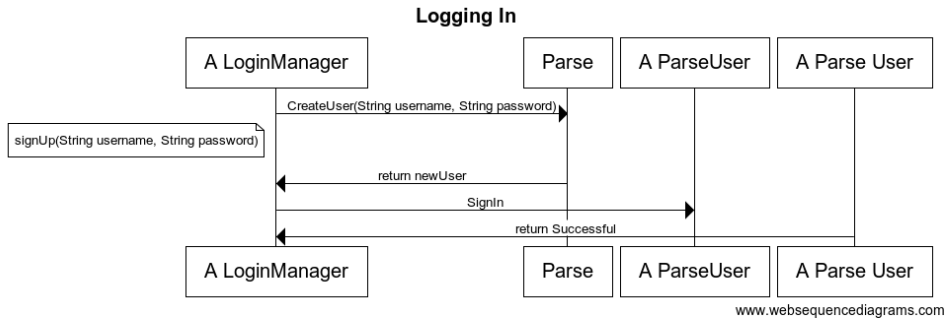 Logging In
A LoginManager
Parse
A ParseUser
A Parse User
CreateUser(String username, String password)
signUp(String username, String password)
return newUser
SignIn
return Successful
A LoginManager
Parse
A ParseUser
A Parse User
www.websequencediagrams.com